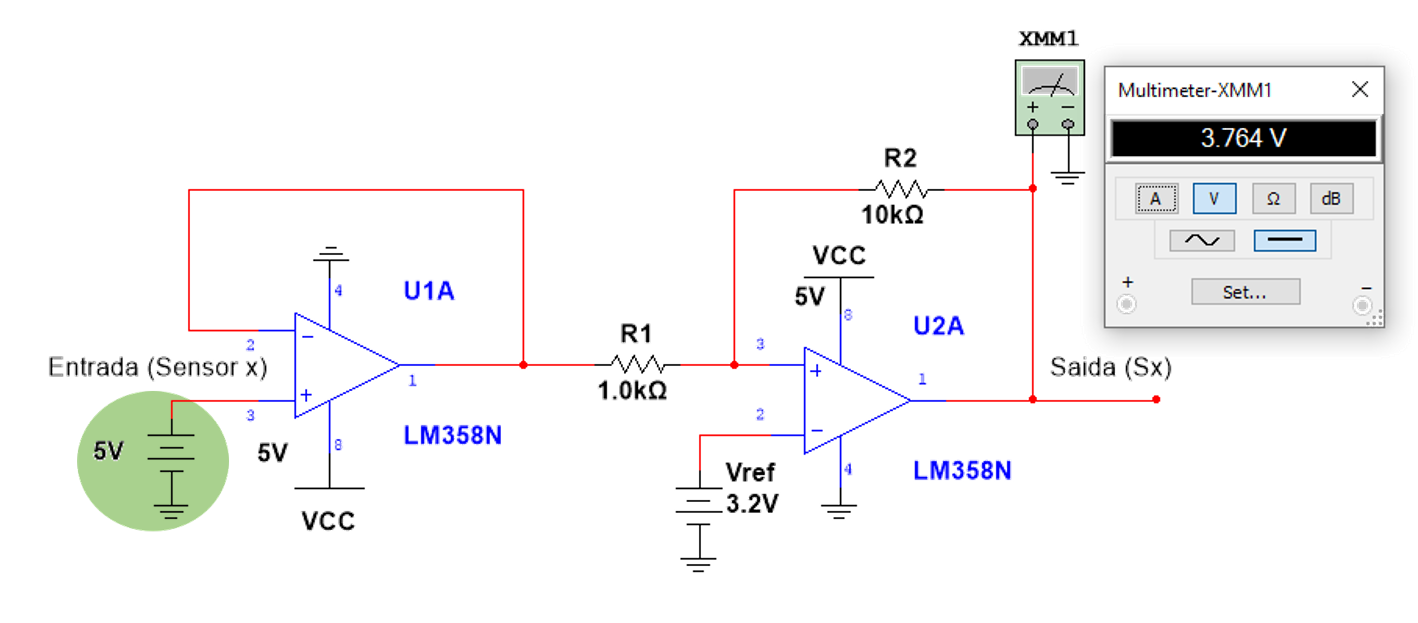 XMM1
+ −
Multimeter-XMM1
3.764 V
A V Ω dB
+ Set... −
R2
10kΩ
VCC
5V
8
4
U1A
U2A
2
−
R1
3
+
1
Entrada (Sensor x)
1
Saida (Sx)
+
1.0kΩ
3
2
−
5V
5V
8
LM358N
4
LM358N
Vref
3.2V
VCC